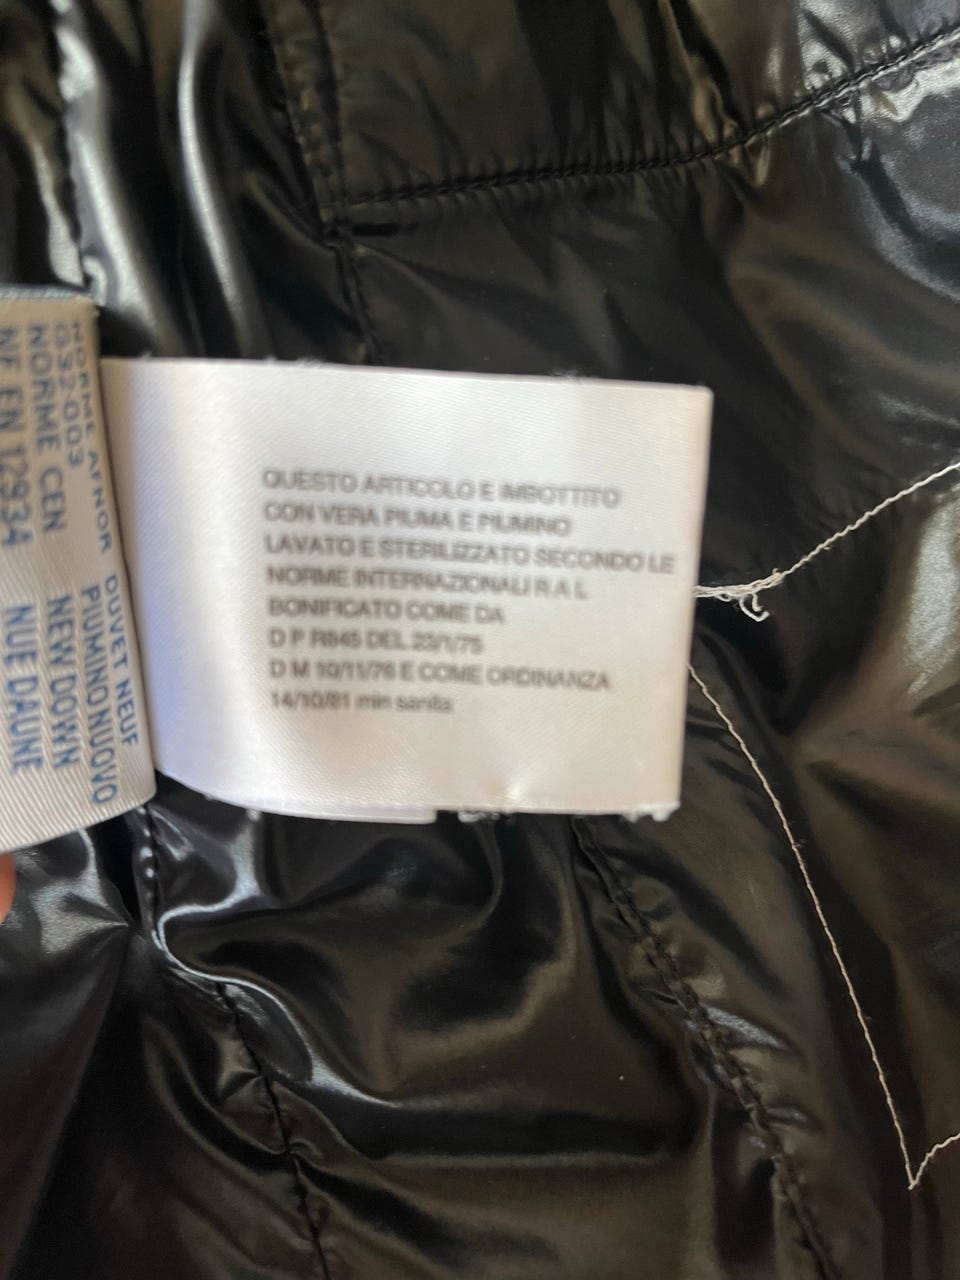 NORME AFNOR DUVET NEUF
G32-003 PIUMINO NUOVO
NORME CEN NEW DOWN
NF EN 12934 NUE DAUNE
QUESTO ARTICOLO E IMBOTTITO
CON VERA PIUMA E PIUMINO
LAVATO E STERILIZZATO SECONDO LE
NORME INTERNAZIONALI R A L
BONIFICATO COME DA
D P R845 DEL 23/1/75
D M 10/11/76 E COME ORDINANZA
14/10/81 min sanita